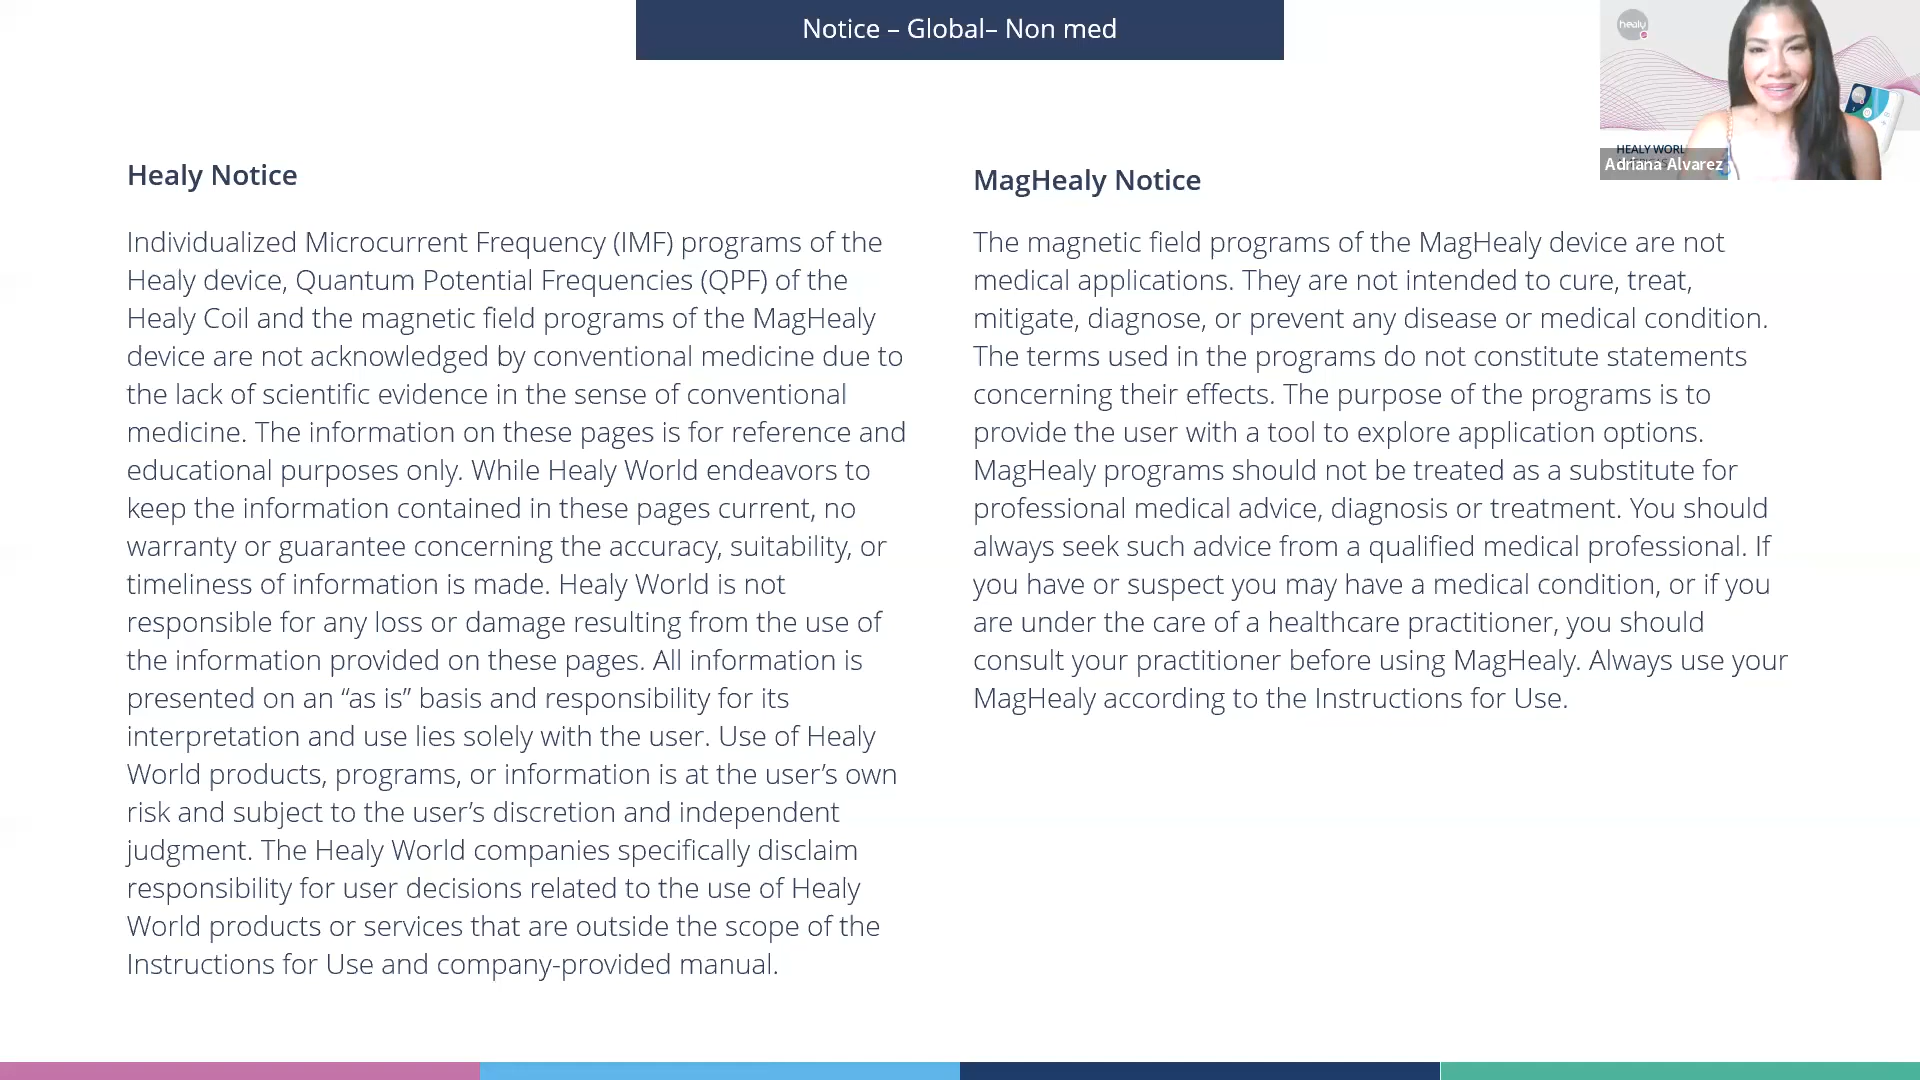 Notice – Global– Non med
healy
HEALY WORL
Adriana Alvarez
Healy Notice
Individualized Microcurrent Frequency (IMF) programs of the
Healy device, Quantum Potential Frequencies (QPF) of the
Healy Coil and the magnetic field programs of the MagHealy
device are not acknowledged by conventional medicine due to
the lack of scientific evidence in the sense of conventional
medicine. The information on these pages is for reference and
educational purposes only. While Healy World endeavors to
keep the information contained in these pages current, no
warranty or guarantee concerning the accuracy, suitability, or
timeliness of information is made. Healy World is not
responsible for any loss or damage resulting from the use of
the information provided on these pages. All information is
presented on an “as is” basis and responsibility for its
interpretation and use lies solely with the user. Use of Healy
World products, programs, or information is at the user’s own
risk and subject to the user’s discretion and independent
judgment. The Healy World companies specifically disclaim
responsibility for user decisions related to the use of Healy
World products or services that are outside the scope of the
Instructions for Use and company-provided manual.
MagHealy Notice
The magnetic field programs of the MagHealy device are not
medical applications. They are not intended to cure, treat,
mitigate, diagnose, or prevent any disease or medical condition.
The terms used in the programs do not constitute statements
concerning their effects. The purpose of the programs is to
provide the user with a tool to explore application options.
MagHealy programs should not be treated as a substitute for
professional medical advice, diagnosis or treatment. You should
always seek such advice from a qualified medical professional. If
you have or suspect you may have a medical condition, or if you
are under the care of a healthcare practitioner, you should
consult your practitioner before using MagHealy. Always use your
MagHealy according to the Instructions for Use.